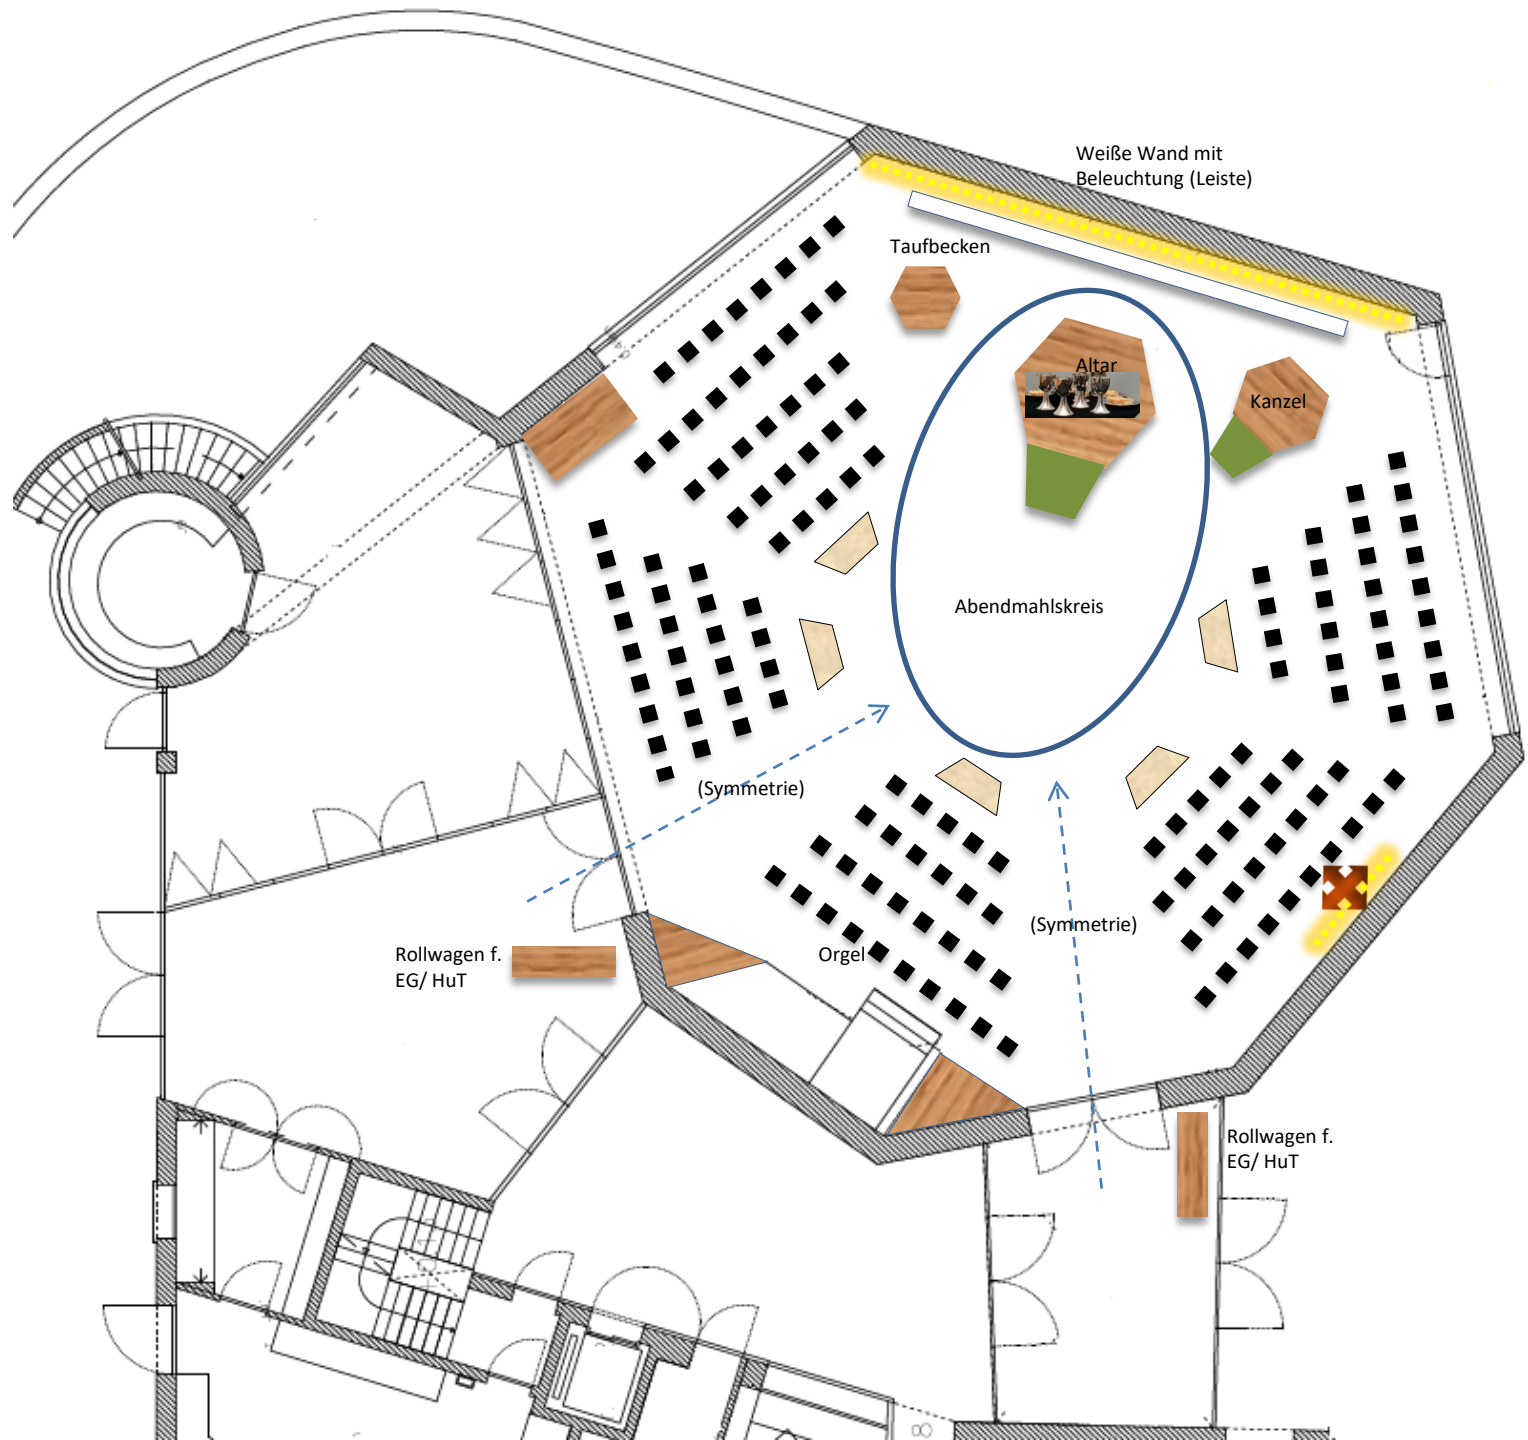 Weiße Wand mit
Beleuchtung (Leiste)
Taufbecken
Altar
Kanzel
Abendmahlskreis
(Symmetrie)
(Symmetrie)
Orgel
Rollwagen f.
EG/ HuT
Rollwagen f.
EG/ HuT